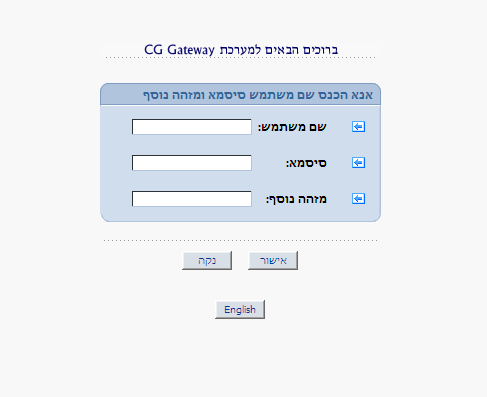 ברוכים הבאים למערכת CG Gateway
אנא הכנס שם משתמש סיסמא ומזהה נוסף
שם משתמש:
סיסמא:
מזהה נוסף:
אישור נקה
English